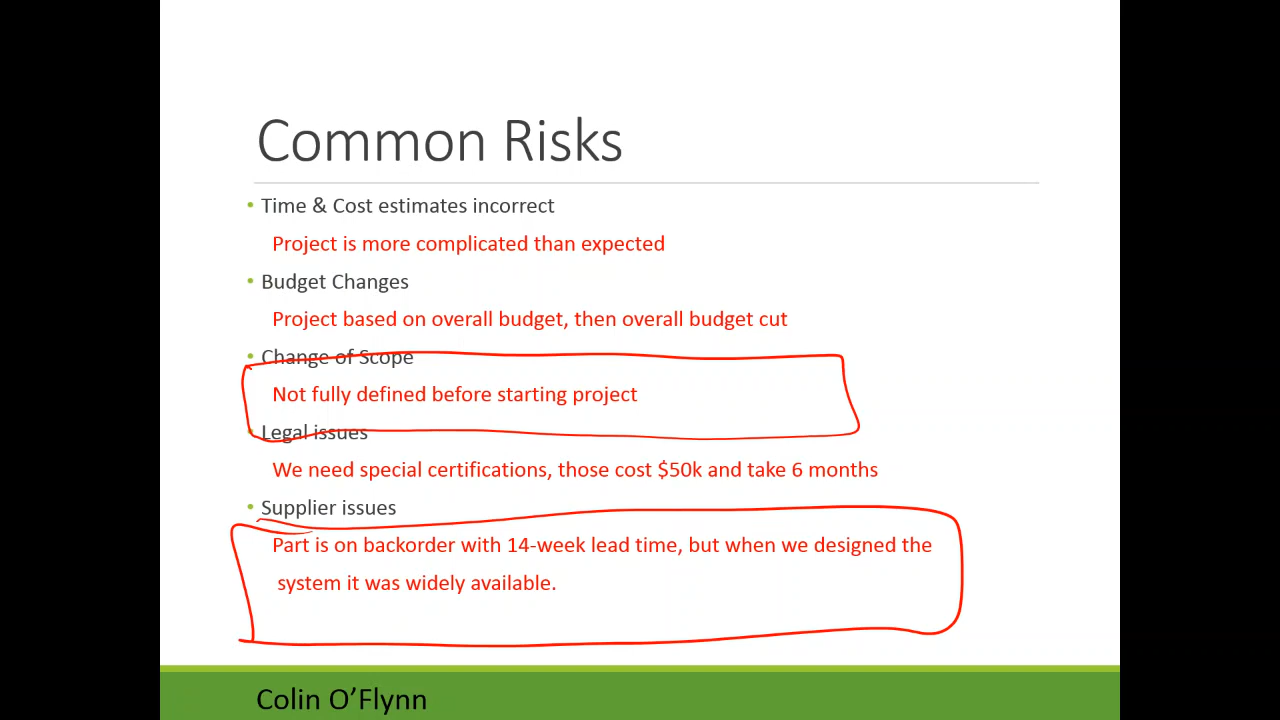 Common Risks
• Time & Cost estimates incorrect
Project is more complicated than expected
• Budget Changes
Project based on overall budget, then overall budget cut
• Change of Scope
Not fully defined before starting project
• Legal issues
We need special certifications, those cost $50k and take 6 months
• Supplier issues
Part is on backorder with 14-week lead time, but when we designed the
system it was widely available.
Colin O’Flynn